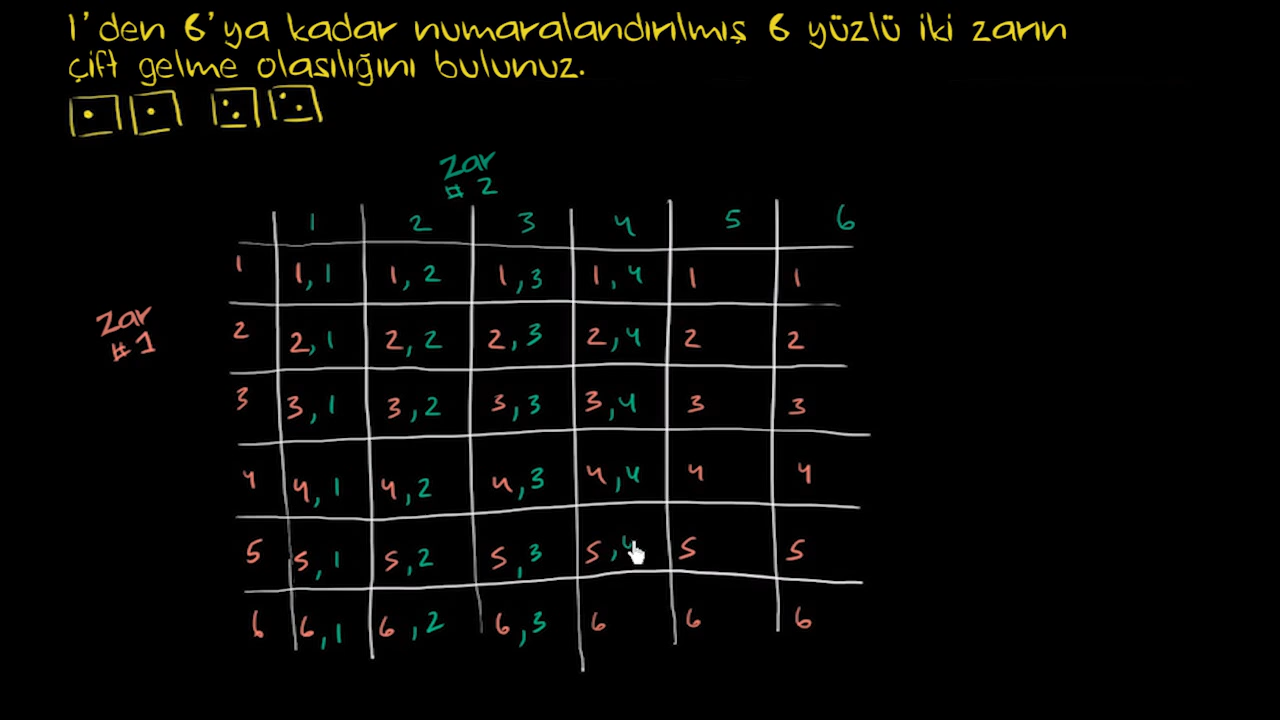 1'den 6'ya kadar numaralandırılmış 6 yüzlü iki zarın
çift gelme olasılığını bulunuz.
Zar
# 2
1 2 3 4 5 6
1 1,1 1,2 1,3 1,4 1 1
Zar
# 1
2 2,1 2,2 2,3 2,4 2 2
3 3,1 3,2 3,3 3,4 3 3
4 4,1 4,2 4,3 4,4 4 4
5 5,1 5,2 5,3 5,4 5 5
6 6,1 6,2 6,3 6 6 6